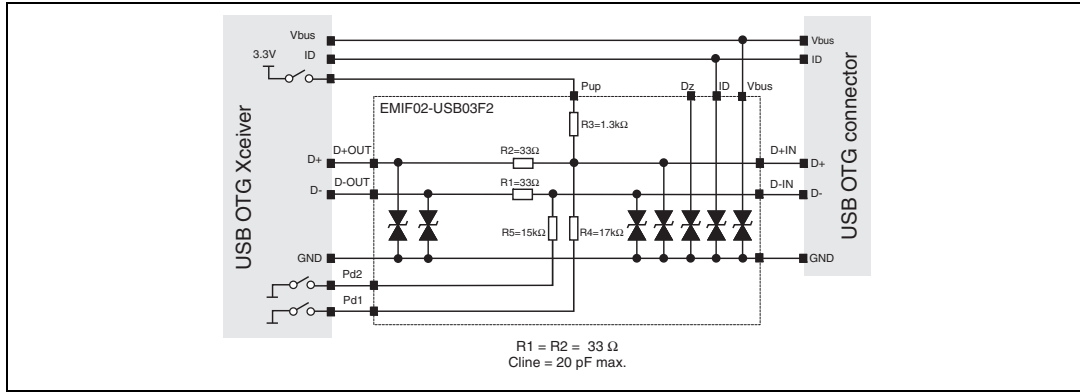 Vbus
Vbus
3.3V
ID
ID
Pup
Dz
ID
Vbus
EMIF02-USB03F2
R3=1.3kΩ
USB OTG Xceiver
D+
D+OUT
R2=33Ω
D+IN
D+
D-
D-OUT
R1=33Ω
D-IN
D-
USB OTG connector
R5=15kΩ
R4=17kΩ
GND
GND
Pd2
Pd1
R1 = R2 = 33 Ω
Cline = 20 pF max.